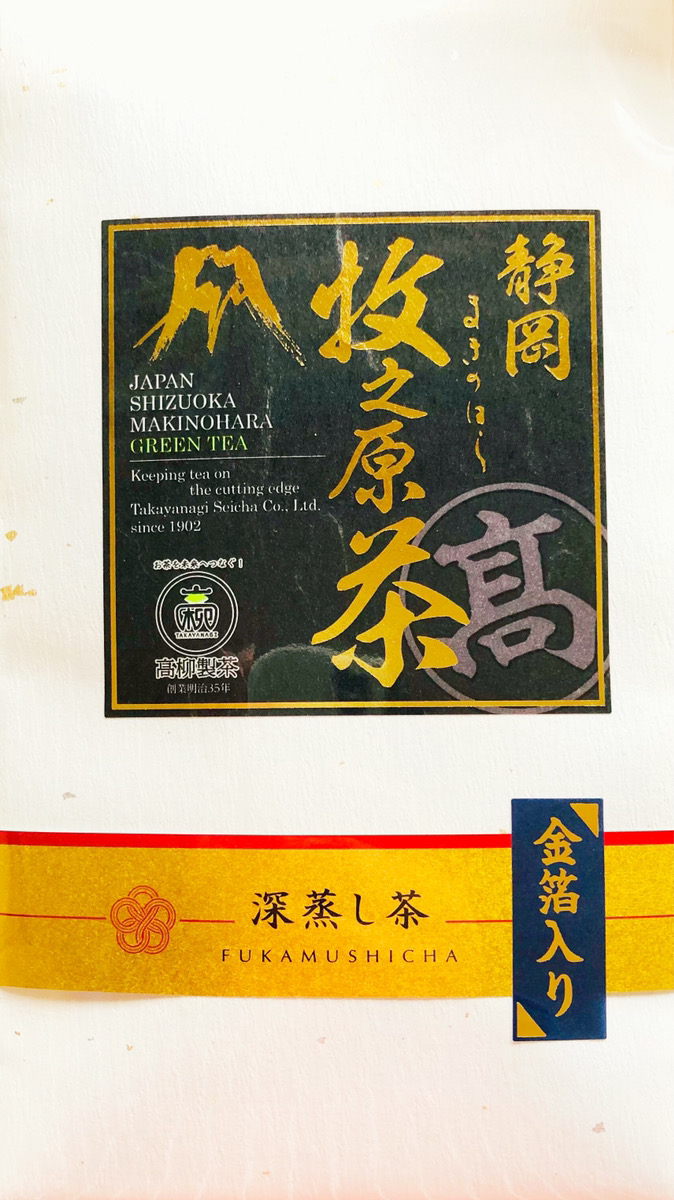 静岡
まきのはら
牧之原茶
JAPAN
SHIZUOKA
MAKINOHARA
GREEN TEA
Keeping tea on
the cutting edge
Takayanagi Seicha Co., Ltd.
since 1902
お茶を未来へつなぐ!
TAKAYANAGI
髙柳製茶
創業明治35年
髙
深蒸し茶
FUKAMUSHICHA
金箔入り